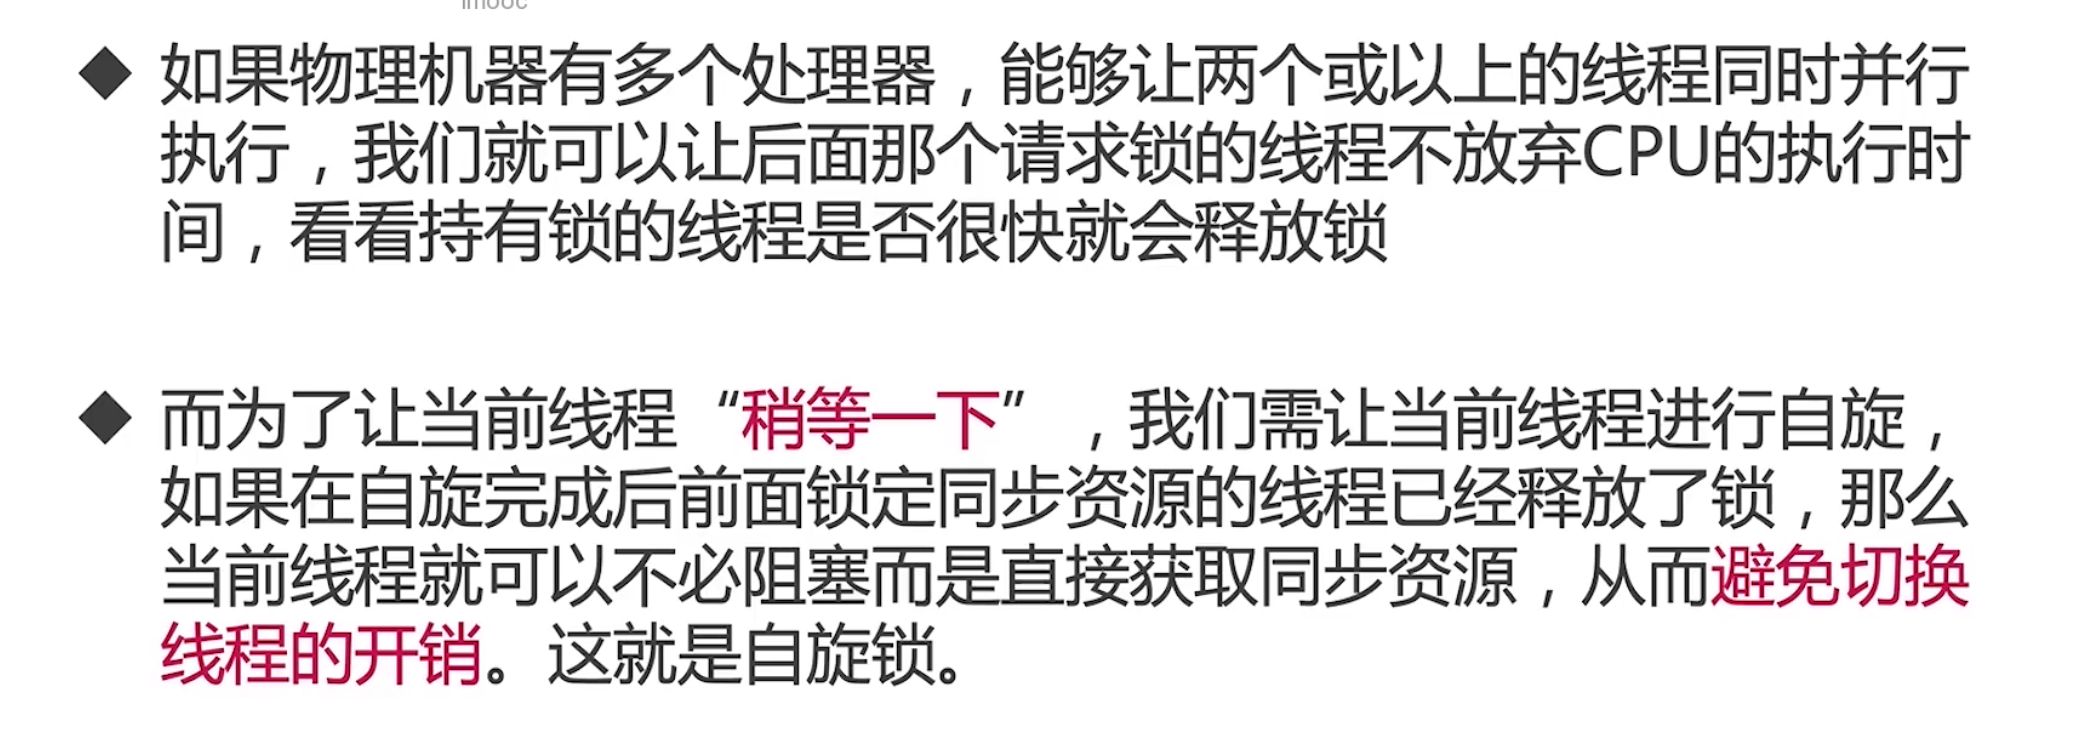 imooc
◆ 如果物理机器有多个处理器，能够让两个或以上的线程同时并行
执行，我们就可以让后面那个请求锁的线程不放弃CPU的执行时
间，看看持有锁的线程是否很快就会释放锁
◆ 而为了让当前线程“稍等一下”，我们需让当前线程进行自旋，
如果在自旋完成后前面锁定同步资源的线程已经释放了锁，那么
当前线程就可以不必阻塞而是直接获取同步资源，从而避免切换
线程的开销。这就是自旋锁。